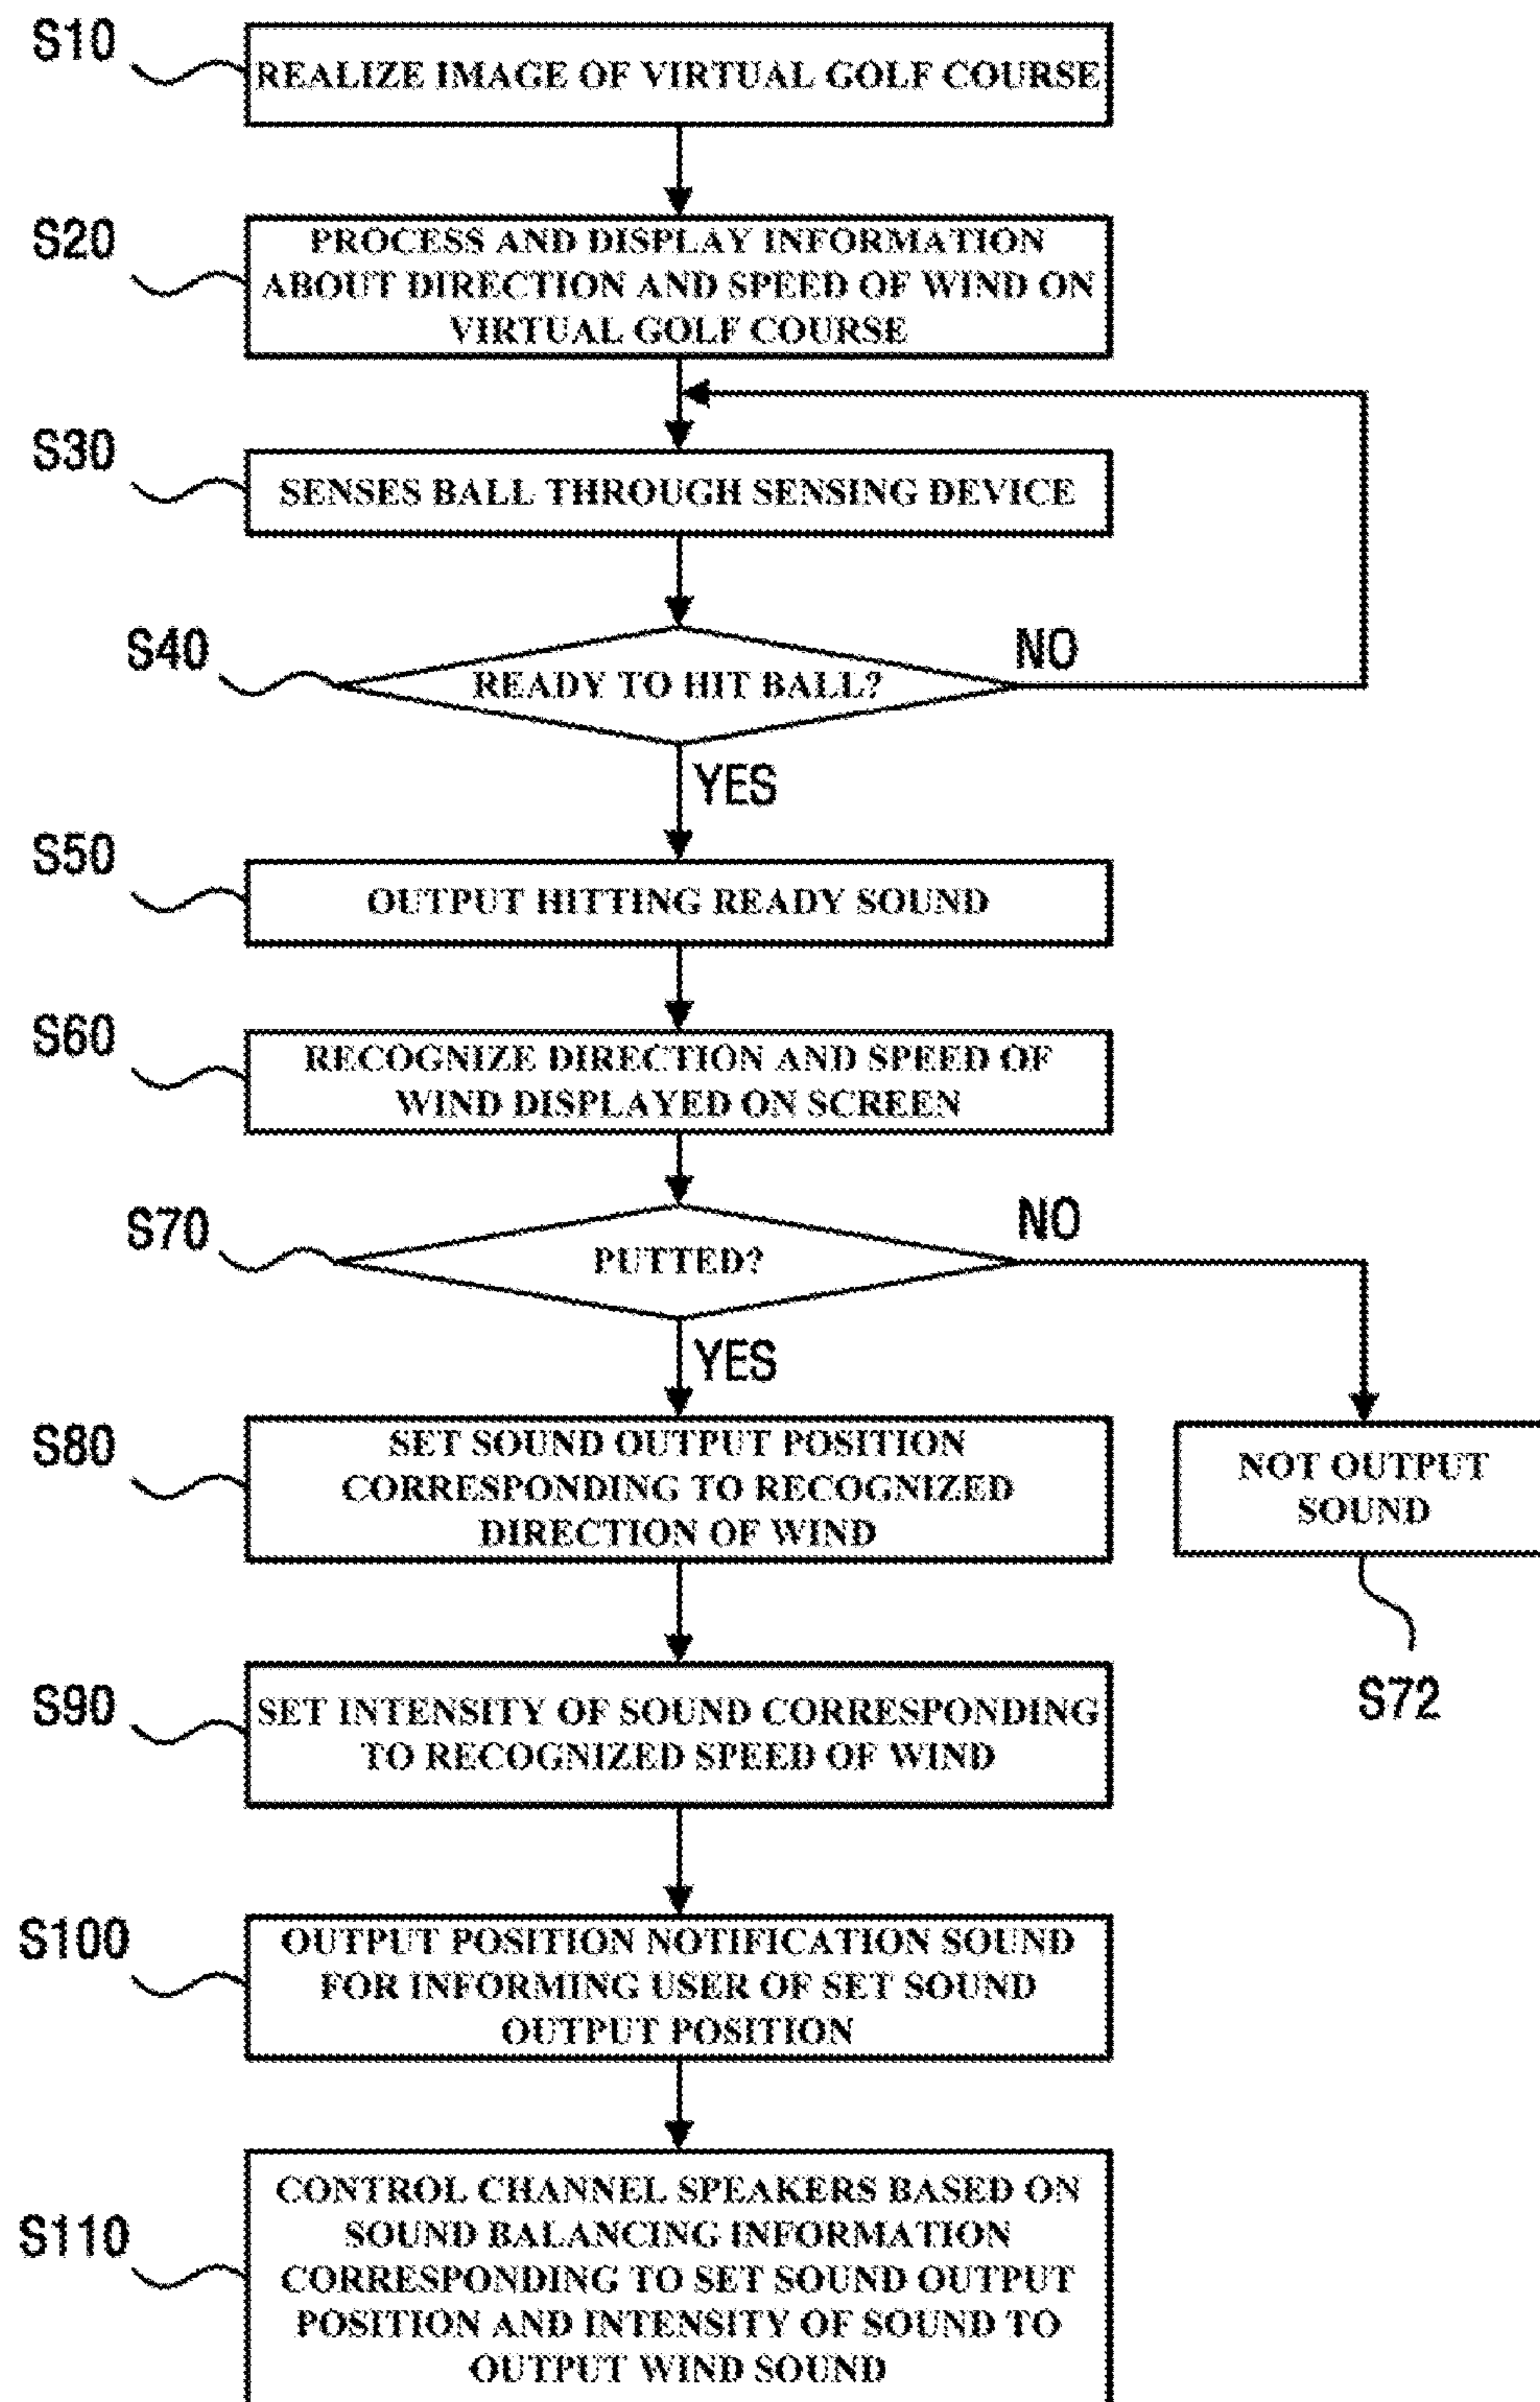 S10
REALIZE IMAGE OF VIRTUAL GOLF COURSE
S20
PROCESS AND DISPLAY INFORMATION
ABOUT DIRECTION AND SPEED OF WIND ON
VIRTUAL GOLF COURSE
S30
SENSES BALL THROUGH SENSING DEVICE
S40
READY TO HIT BALL?
NO
YES
S50
OUTPUT HITTING READY SOUND
S60
RECOGNIZE DIRECTION AND SPEED OF
WIND DISPLAYED ON SCREEN
S70
PUTTED?
NO
YES
S80
SET SOUND OUTPUT POSITION
CORRESPONDING TO RECOGNIZED
DIRECTION OF WIND
NOT OUTPUT
SOUND
S72
S90
SET INTENSITY OF SOUND CORRESPONDING
TO RECOGNIZED SPEED OF WIND
S100
OUTPUT POSITION NOTIFICATION SOUND
FOR INFORMING USER OF SET SOUND
OUTPUT POSITION
S110
CONTROL CHANNEL SPEAKERS BASED ON
SOUND BALANCING INFORMATION
CORRESPONDING TO SET SOUND OUTPUT
POSITION AND INTENSITY OF SOUND TO
OUTPUT WIND SOUND